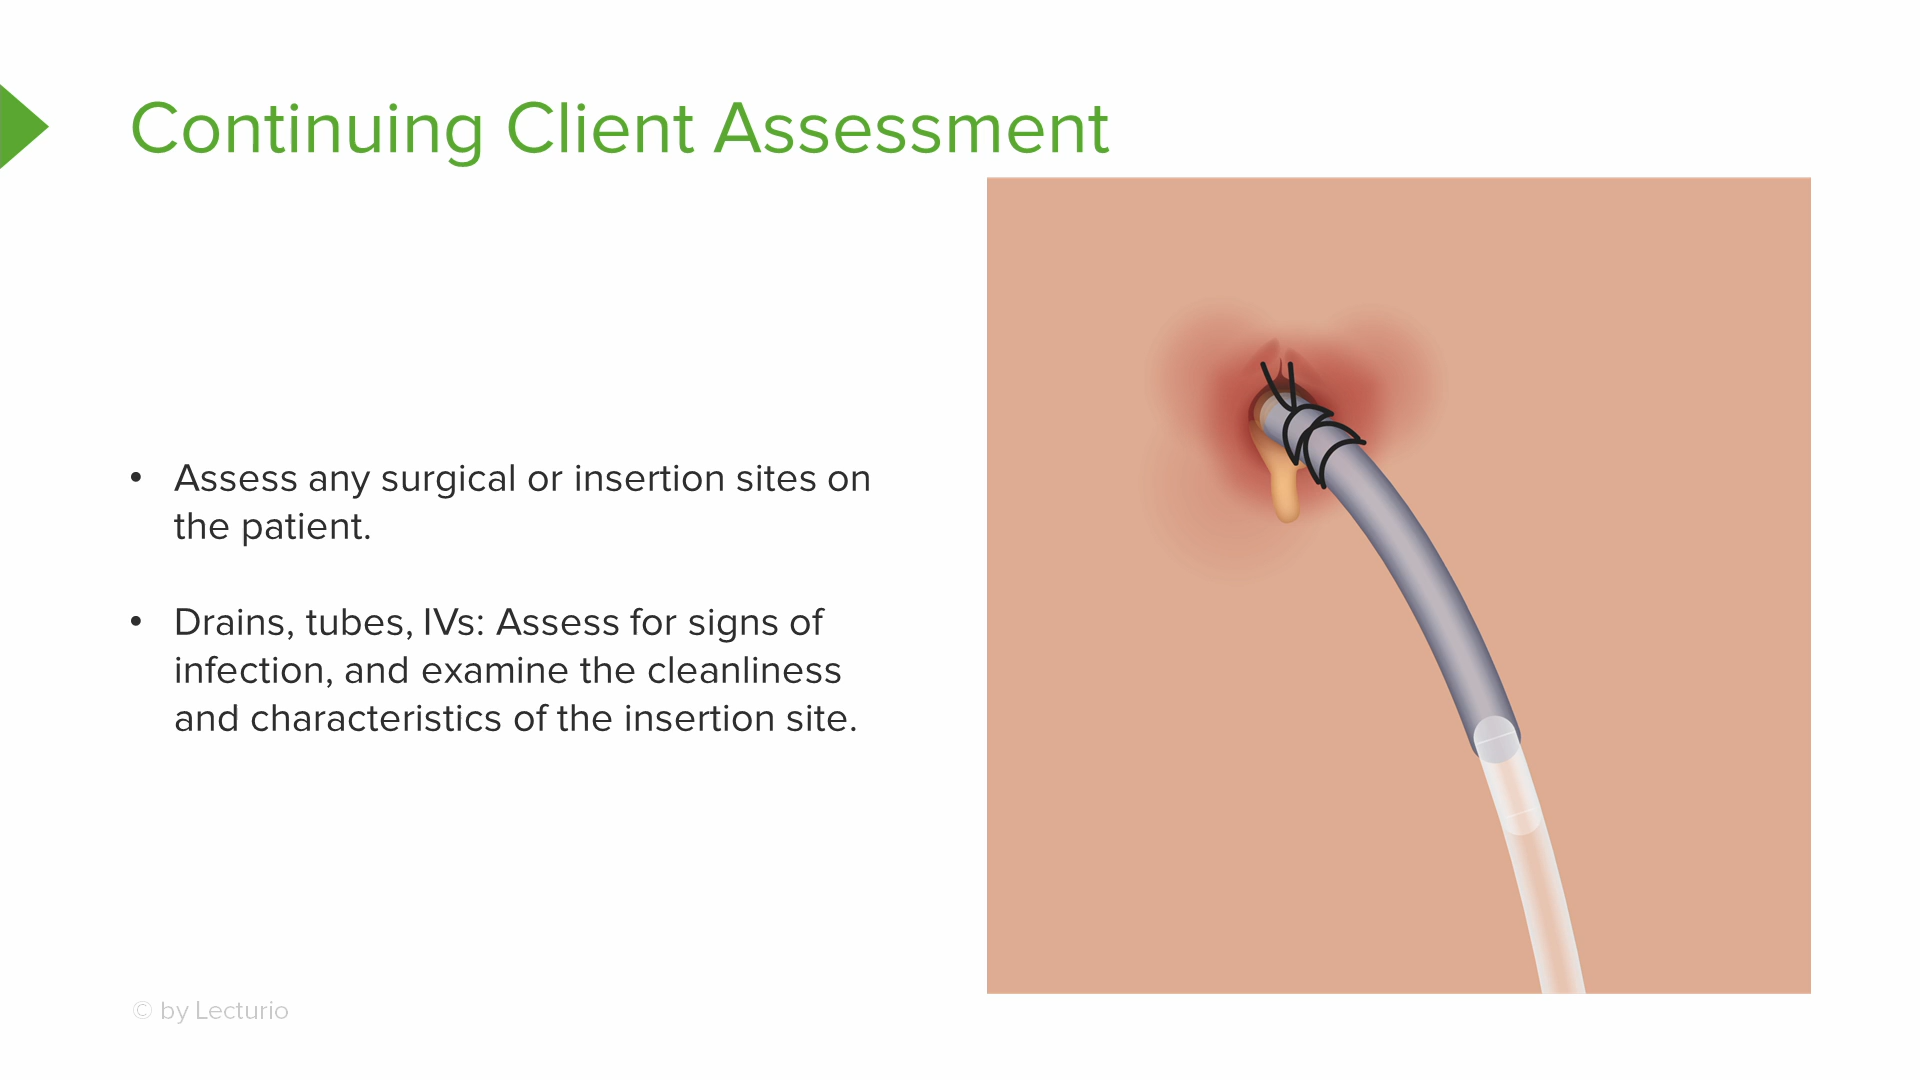 Continuing Client Assessment
• Assess any surgical or insertion sites on
the patient.
• Drains, tubes, IVs: Assess for signs of
infection, and examine the cleanliness
and characteristics of the insertion site.
© by Lecturio